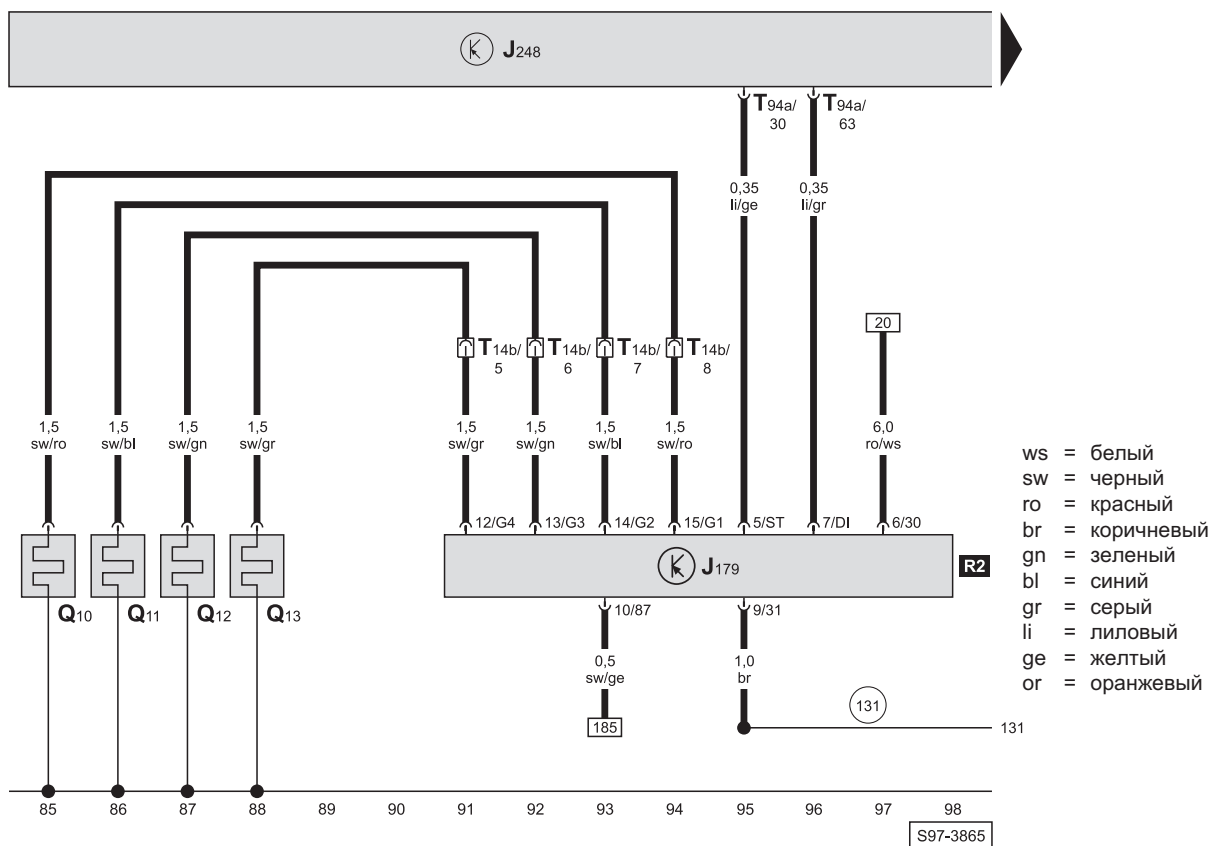 J248
T94a/ T94a/
30 63
0,35 0,35
li/ge li/gr
20
T14b/ T14b/ T14b/ T14b/
5 6 7 8
1,5 1,5 1,5 1,5 1,5 1,5 1,5 1,5 6,0
sw/ro sw/bl sw/gn sw/gr sw/gr sw/gn sw/bl sw/ro ro/ws
12/G4 13/G3 14/G2 15/G1 5/ST 7/DI 6/30
J179 R2
Q10 Q11 Q12 Q13
10/87 9/31
0,5 1,0
sw/ge br
185 131 131
85 86 87 88 89 90 91 92 93 94 95 96 97 98
S97-3865
ws = белый
sw = черный
ro = красный
br = коричневый
gn = зеленый
bl = синий
gr = серый
li = лиловый
ge = желтый
or = оранжевый